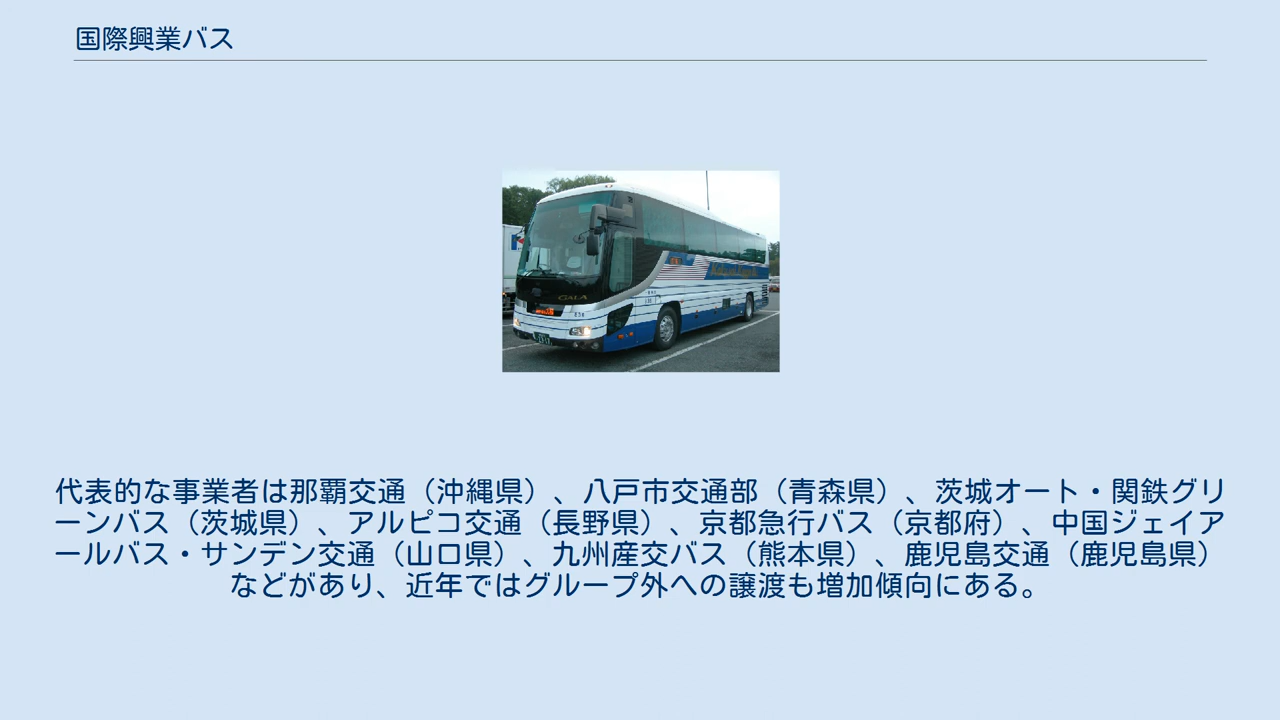 国際興業バス
GALA
代表的な事業者は那覇交通（沖縄県）、八戸市交通部（青森県）、茨城オート・関鉄グリ
ーンバス（茨城県）、アルピコ交通（長野県）、京都急行バス（京都府）、中国ジェイア
ールバス・サンデン交通（山口県）、九州産交バス（熊本県）、鹿児島交通（鹿児島県）
などがあり、近年ではグループ外への譲渡も増加傾向にある。